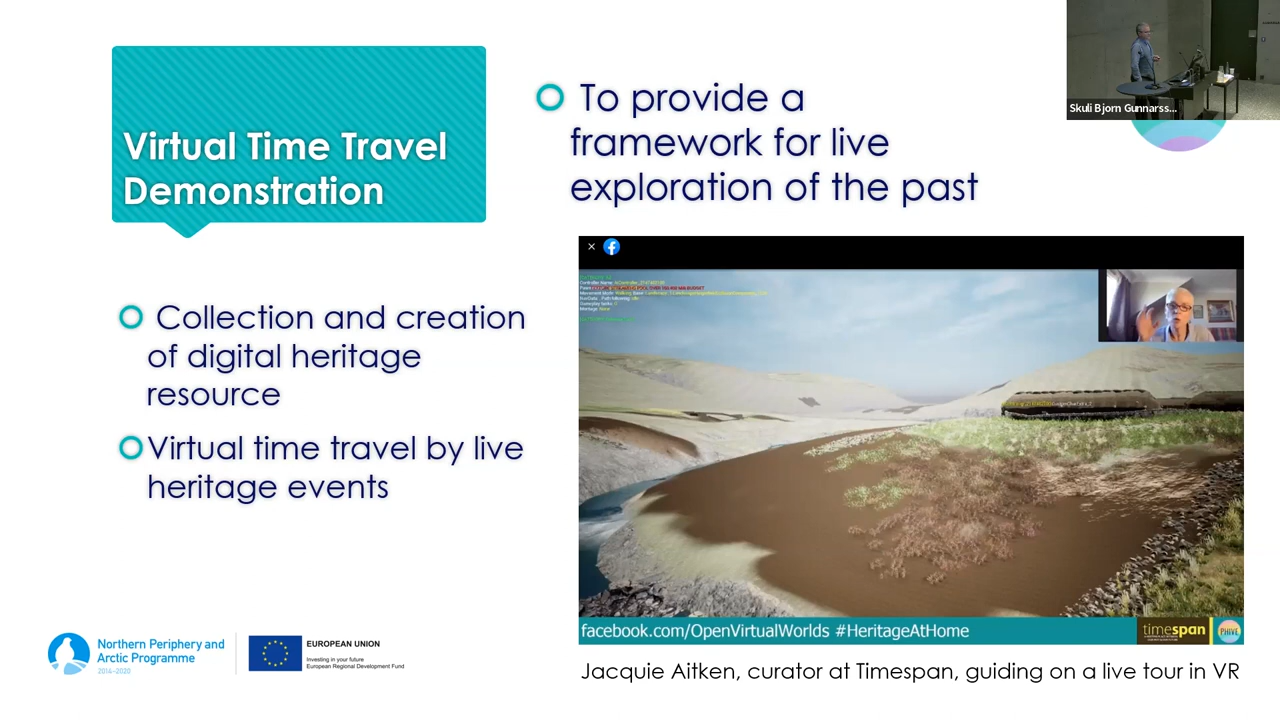 Virtual Time Travel
Demonstration
To provide a
framework for live
exploration of the past
Skuli Bjorn Gunnarss...
Collection and creation
of digital heritage
resource
Virtual time travel by live
heritage events
facebook.com/OpenVirtualWorlds #HeritageAtHome
timespan
PHIVE
Jacquie Aitken, curator at Timespan, guiding on a live tour in VR
Northern Periphery and
Arctic Programme
2014–2020
EUROPEAN UNION
Investing in your future
European Regional Development Fund